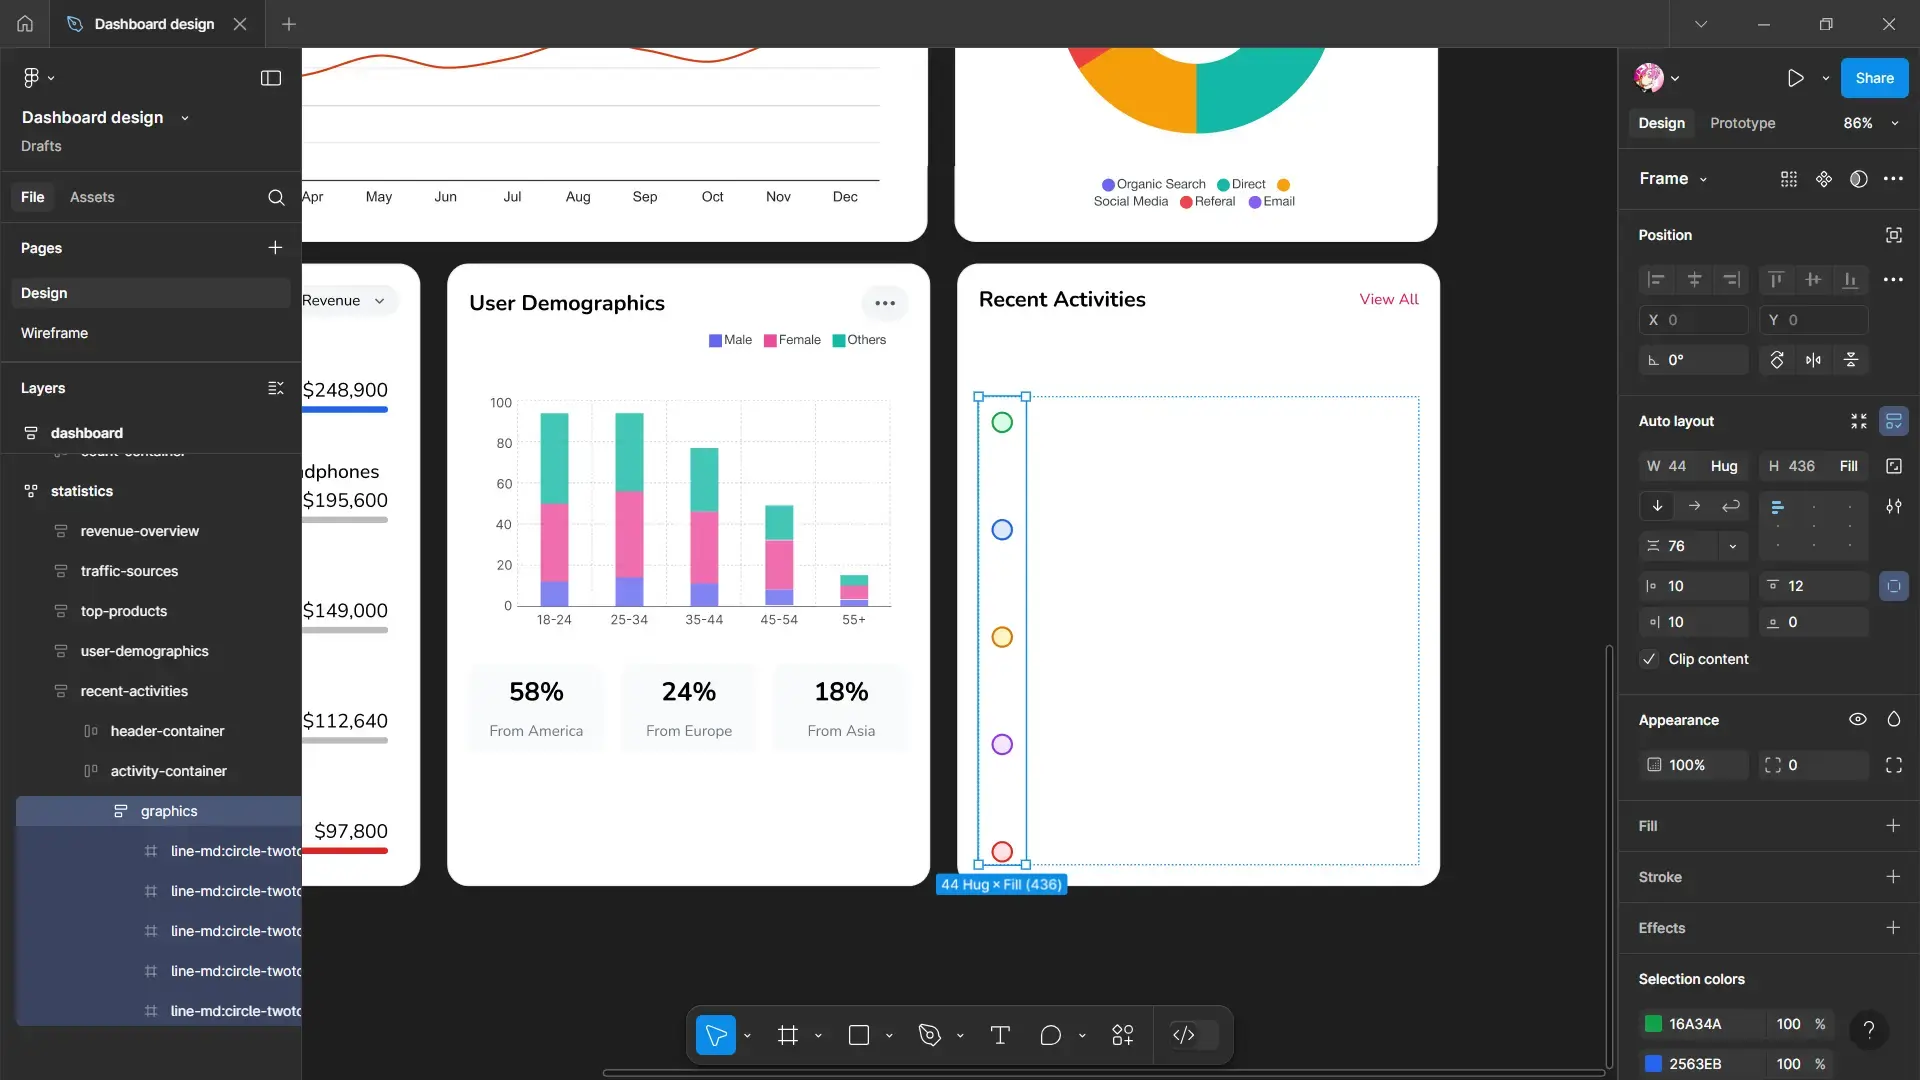 Dashboard design
Dashboard design
Drafts
File
Assets
Pages
Design
Wireframe
Layers
dashboard
statistics
revenue-overview
traffic-sources
top-products
user-demographics
recent-activities
header-container
activity-container
graphics
line-md:circle-twoto
line-md:circle-twoto
line-md:circle-twoto
line-md:circle-twoto
line-md:circle-twoto
Apr May Jun Jul Aug Sep Oct Nov Dec
Organic Search Direct
Social Media Referal Email
Revenue
$248,900
dphones
$195,600
$149,000
$112,640
$97,800
User Demographics
Male Female Others
100
80
60
40
20
0
18-24 25-34 35-44 45-54 55+
58% 24% 18%
From America From Europe From Asia
Recent Activities View All
44 Hug × Fill (436)
Share
Design Prototype 86%
Frame
Position
X 0 Y 0
0°
Auto layout
W 44 Hug H 436 Fill
76
10 12
10 0
Clip content
Appearance
100% 0
Fill
Stroke
Effects
Selection colors
16A34A 100 %
2563EB 100 %
?